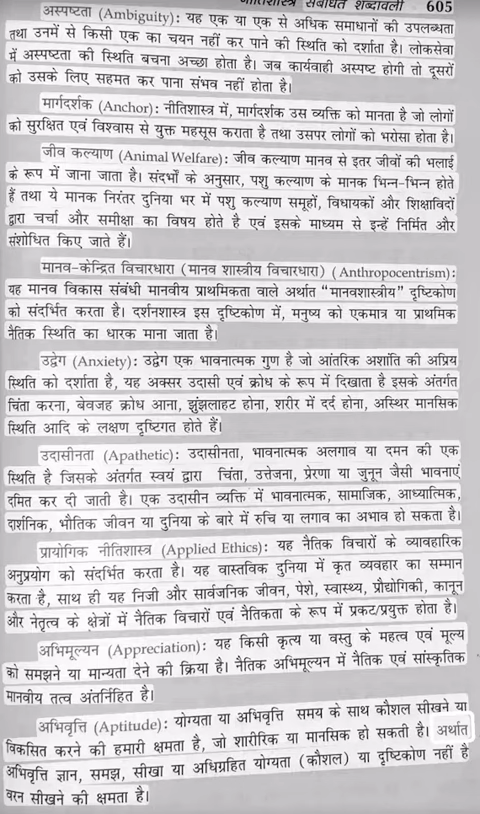 नीतिशास्त्र संबंधित शब्दावली 605
अस्पष्टता (Ambiguity): यह एक या एक से अधिक समाधानों की उपलब्धता
तथा उनमें से किसी एक का चयन नहीं कर पाने की स्थिति को दर्शाता है। लोकसेवा
में अस्पष्टता की स्थिति बचना अच्छा होता है। जब कार्यवाही अस्पष्ट होगी तो दूसरों
को उसके लिए सहमत कर पाना संभव नहीं होता है।
मार्गदर्शक (Anchor): नीतिशास्त्र में, मार्गदर्शक उस व्यक्ति को मानता है जो लोगों
को सुरक्षित एवं विश्वास से युक्त महसूस कराता है तथा उसपर लोगों को भरोसा होता है।
जीव कल्याण (Animal Welfare): जीव कल्याण मानव से इतर जीवों की भलाई
के रूप में जाना जाता है। संदर्भों के अनुसार, पशु कल्याण के मानक भिन्न-भिन्न होते
हैं तथा ये मानक निरंतर दुनिया भर में पशु कल्याण समूहों, विधायकों और शिक्षाविदों
द्वारा चर्चा और समीक्षा का विषय होते है एवं इसके माध्यम से इन्हें निर्मित और
संशोधित किए जाते हैं।
मानव-केन्द्रित विचारधारा (मानव शास्त्रीय विचारधारा) (Anthropocentrism):
यह मानव विकास संबंधी मानवीय प्राथमिकता वाले अर्थात “मानवशास्त्रीय” दृष्टिकोण
को संदर्भित करता है। दर्शनशास्त्र इस दृष्टिकोण में, मनुष्य को एकमात्र या प्राथमिक
नैतिक स्थिति का धारक माना जाता है।
उद्वेग (Anxiety): उद्वेग एक भावनात्मक गुण है जो आंतरिक अशांति की अप्रिय
स्थिति को दर्शाता है, यह अक्सर उदासी एवं क्रोध के रूप में दिखाता है इसके अंतर्गत
चिंता करना, बेवजह क्रोध आना, झुंझलाहट होना, शरीर में दर्द होना, अस्थिर मानसिक
स्थिति आदि के लक्षण दृष्टिगत होते हैं।
उदासीनता (Apathetic): उदासीनता, भावनात्मक अलगाव या दमन की एक
स्थिति है जिसके अंतर्गत स्वयं द्वारा चिंता, उत्तेजना, प्रेरणा या जुनून जैसी भावनाएं
दमित कर दी जाती है। एक उदासीन व्यक्ति में भावनात्मक, सामाजिक, आध्यात्मिक,
दार्शनिक, भौतिक जीवन या दुनिया के बारे में रुचि या लगाव का अभाव हो सकता है।
प्रायोगिक नीतिशास्त्र (Applied Ethics): यह नैतिक विचारों के व्यावहारिक
अनुप्रयोग को संदर्भित करता है। यह वास्तविक दुनिया में कृत व्यवहार का सम्मान
करता है, साथ ही यह निजी और सार्वजनिक जीवन, पेशे, स्वास्थ्य, प्रौद्योगिकी, कानून
और नेतृत्व के क्षेत्रों में नैतिक विचारों एवं नैतिकता के रूप में प्रकट/प्रयुक्त होता है।
अभिमूल्यन (Appreciation): यह किसी कृत्य या वस्तु के महत्व एवं मूल्य
को समझने या मान्यता देने की क्रिया है। नैतिक अभिमूल्यन में नैतिक एवं सांस्कृतिक
मानवीय तत्व अंतर्निहित है।
अभिवृत्ति (Aptitude): योग्यता या अभिवृत्ति समय के साथ कौशल सीखने या
विकसित करने की हमारी क्षमता है, जो शारीरिक या मानसिक हो सकती है। अर्थात
अभिवृत्ति ज्ञान, समझ, सीखा या अधिग्रहित योग्यता (कौशल) या दृष्टिकोण नहीं है
वरन सीखने की क्षमता है।